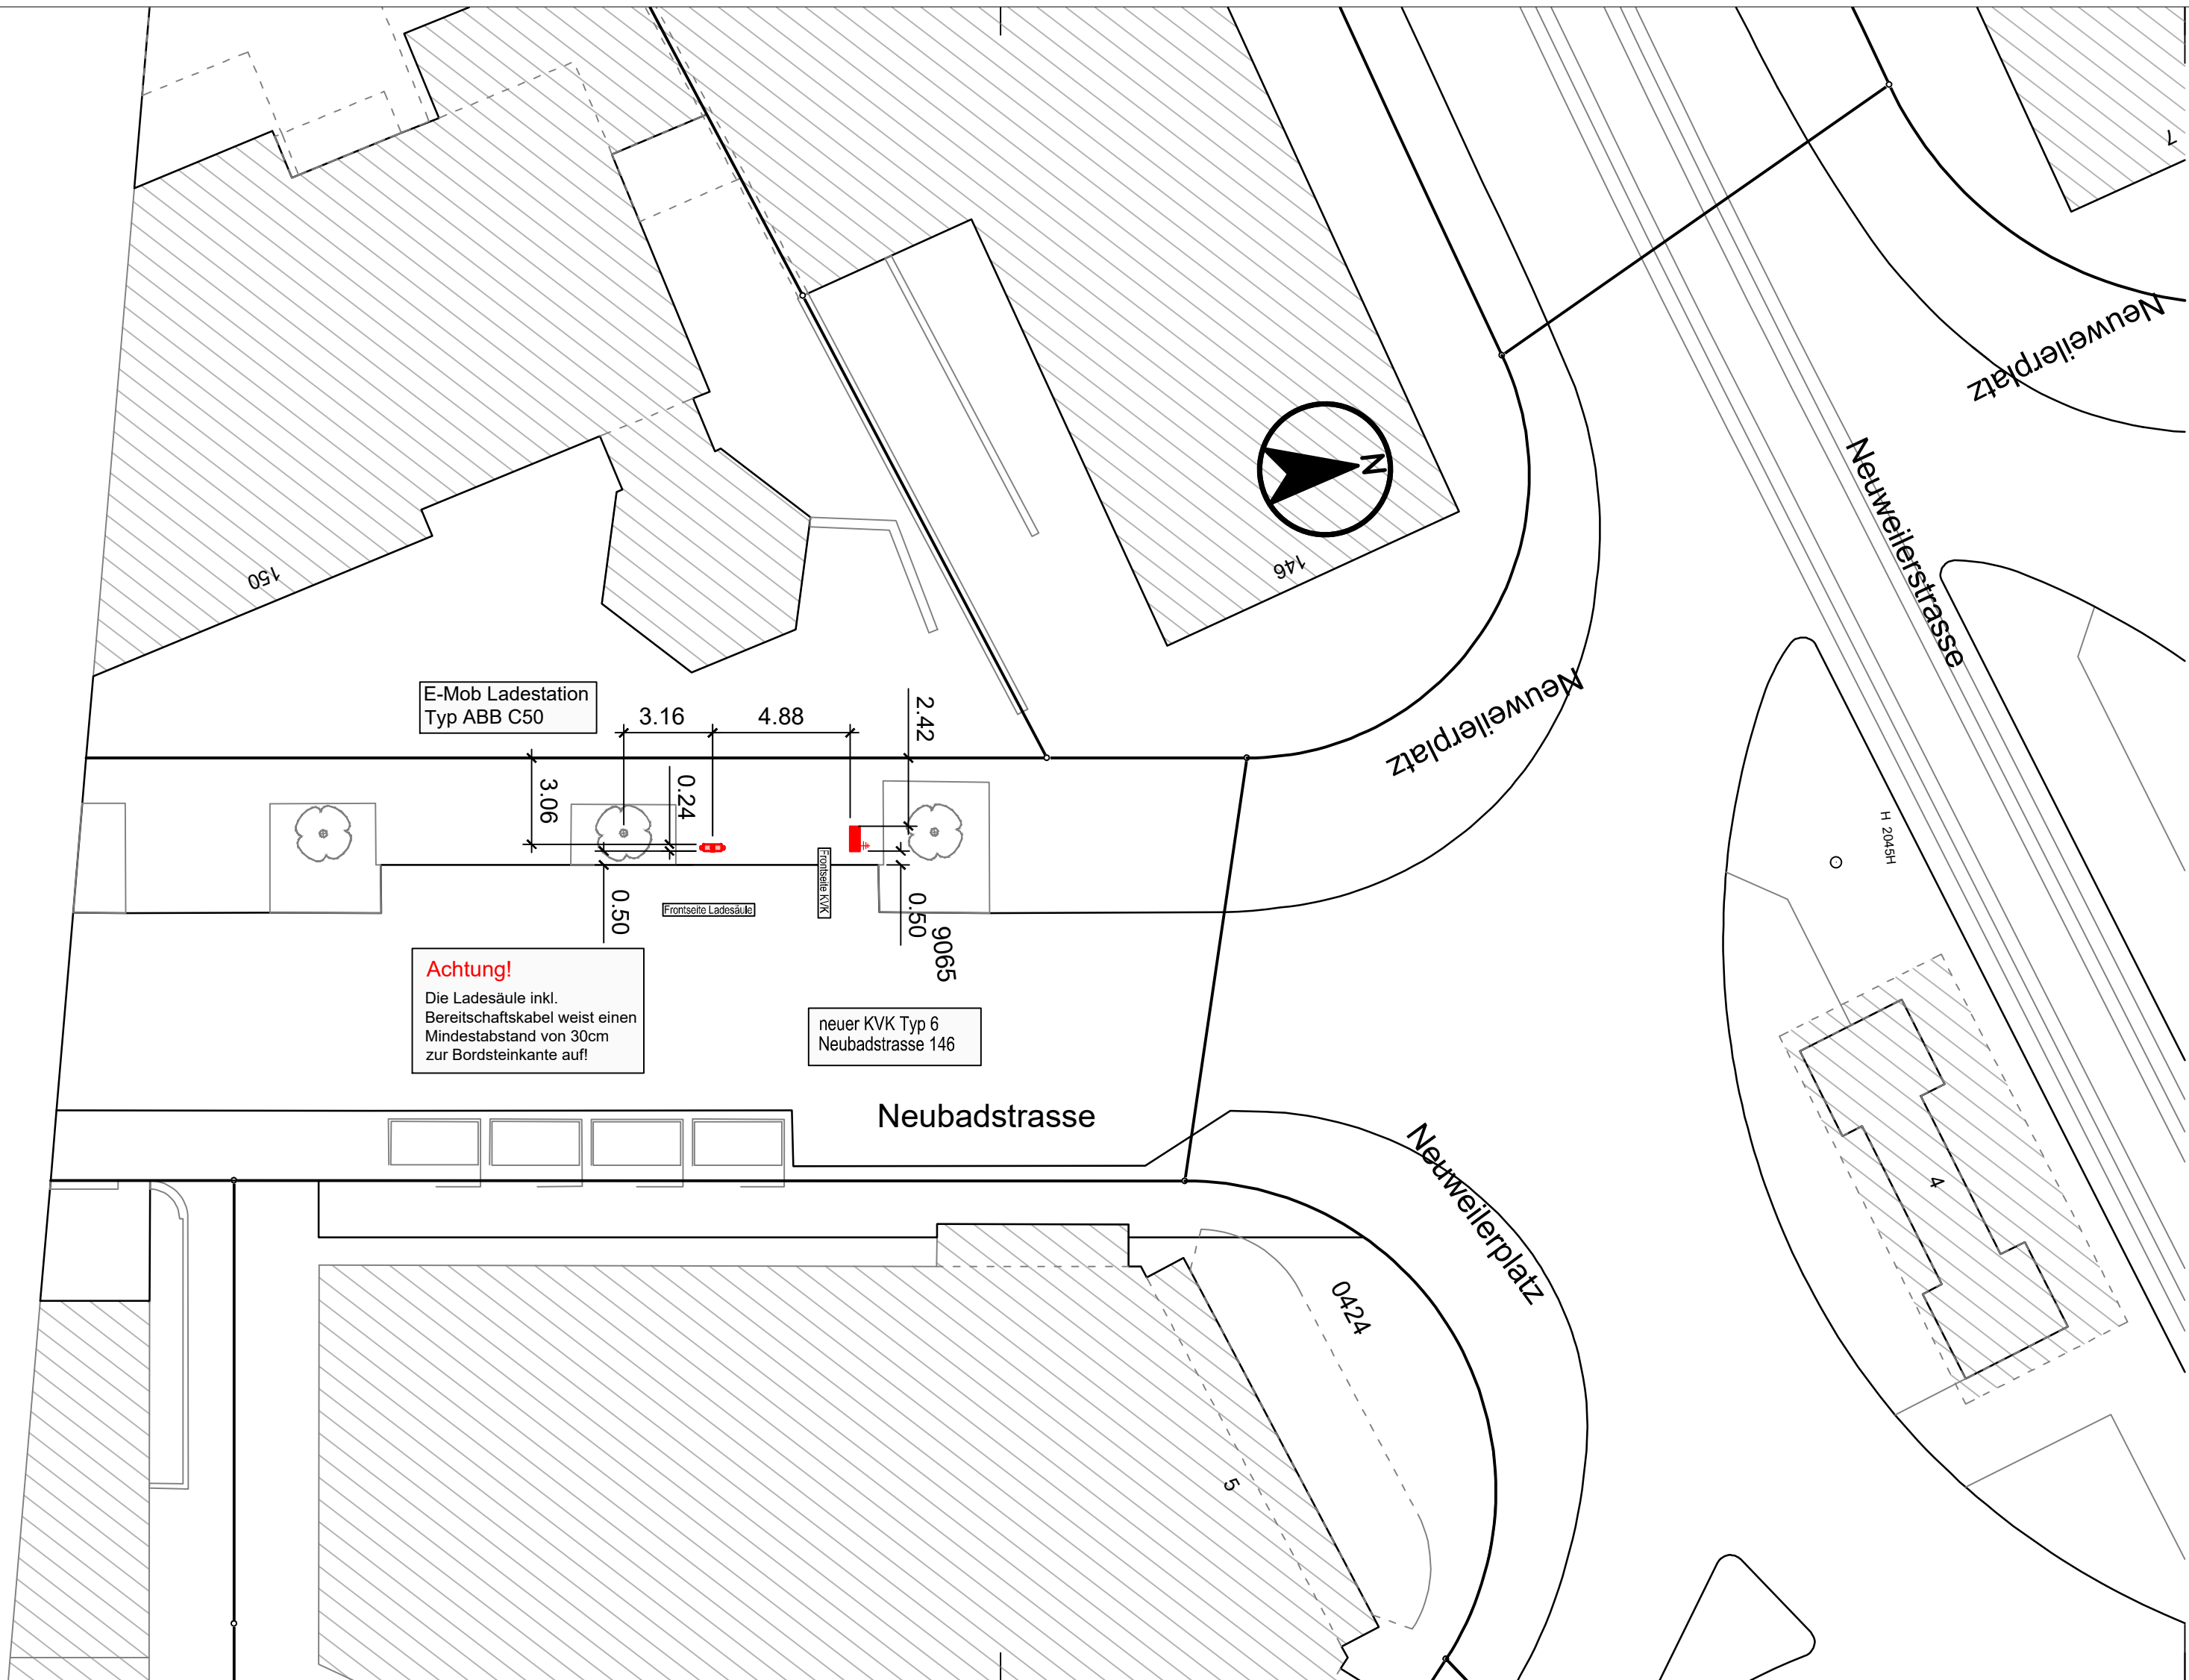 7
Neuweilerplatz
Neuweilerstrasse
N
146
150
Neuweilerplatz
E-Mob Ladestation
Typ ABB C50
3.16
4.88
2.42
3.06
0.24
H 2045H
Frontseite KVK
Frontseite Ladesäule
0.50
0.50
9065
Achtung!
Die Ladesäule inkl.
Bereitschaftskabel weist einen
Mindestabstand von 30cm
zur Bordsteinkante auf!
neuer KVK Typ 6
Neubadstrasse 146
Neubadstrasse
Neuweilerplatz
4
0424
5